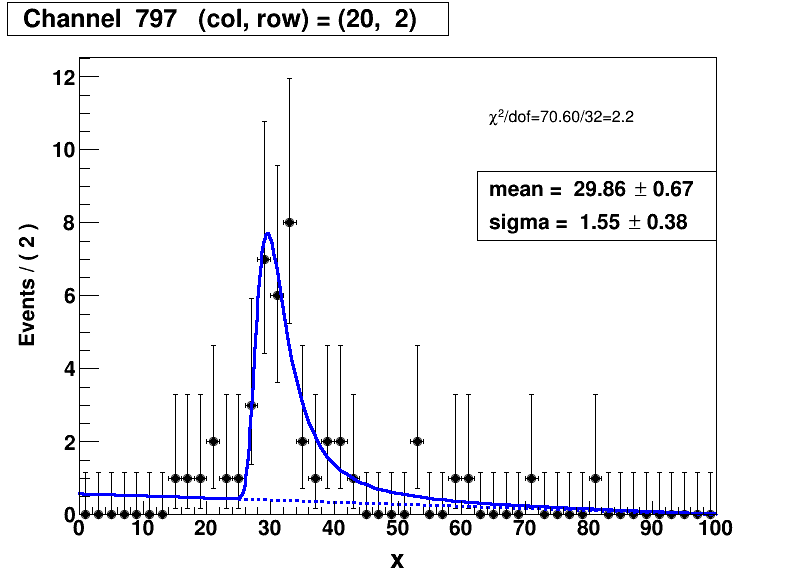 Channel 797 (col, row) = (20, 2)
χ²/dof=70.60/32=2.2
mean = 29.86 ± 0.67
sigma = 1.55 ± 0.38
Events / ( 2 )
12
10
8
6
4
2
0
0 10 20 30 40 50 60 70 80 90 100
x